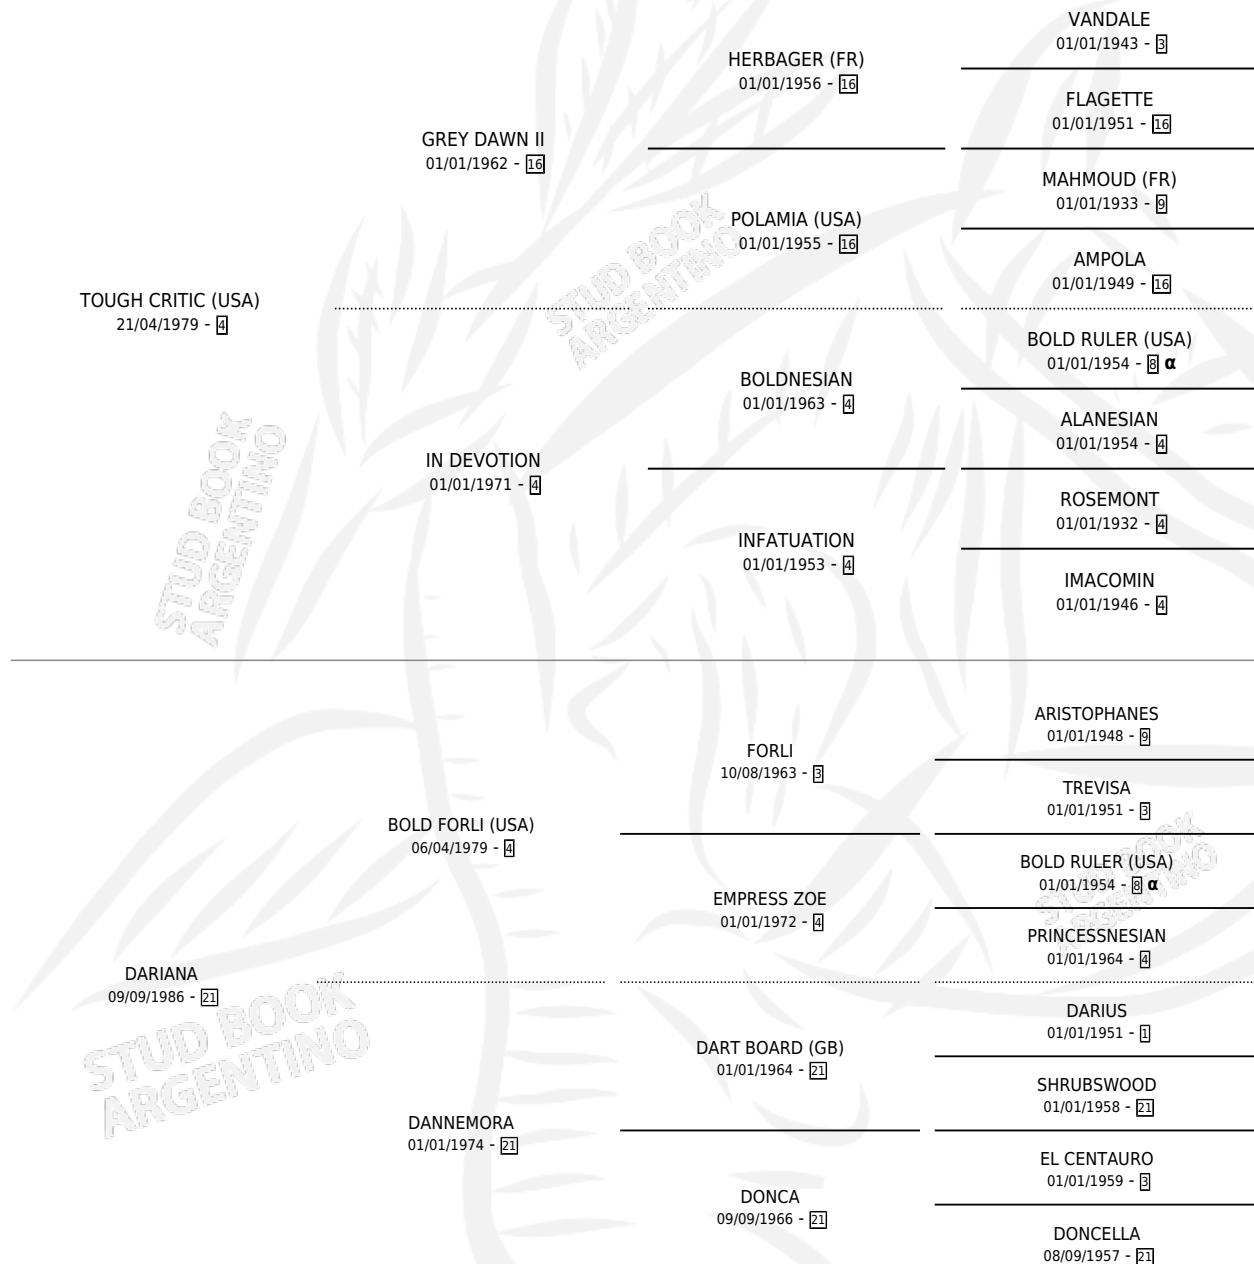 VANDALE
01/01/1943 - 3
HERBAGER (FR)
01/01/1956 - 16
FLAGETTE
01/01/1951 - 16
GREY DAWN II
01/01/1962 - 16
MAHMOUD (FR)
01/01/1933 - 9
POLAMIA (USA)
01/01/1955 - 16
AMPOLA
01/01/1949 - 16
TOUGH CRITIC (USA)
21/04/1979 - 4
BOLD RULER (USA)
01/01/1954 - 8 α
BOLDNESIAN
01/01/1963 - 4
ALANESIAN
01/01/1954 - 4
IN DEVOTION
01/01/1971 - 4
ROSEMONT
01/01/1932 - 4
INFATUATION
01/01/1953 - 4
IMACOMIN
01/01/1946 - 4
ARISTOPHANES
01/01/1948 - 9
FORLI
10/08/1963 - 3
TREVISA
01/01/1951 - 3
BOLD FORLI (USA)
06/04/1979 - 4
BOLD RULER (USA)
01/01/1954 - 8 α
EMPRESS ZOE
01/01/1972 - 4
PRINCESSNESIAN
01/01/1964 - 4
DARIANA
09/09/1986 - 21
DARIUS
01/01/1951 - 1
DART BOARD (GB)
01/01/1964 - 21
SHRUBSWOOD
01/01/1958 - 21
DANNEMORA
01/01/1974 - 21
EL CENTAURO
01/01/1959 - 3
DONCA
09/09/1966 - 21
DONCELLA
08/09/1957 - 21
STUD BOOK
ARGENTINO
STUD BOOK
ARGENTINO
STUD BOOK
ARGENTINO
STUD BOOK
ARGENTINO